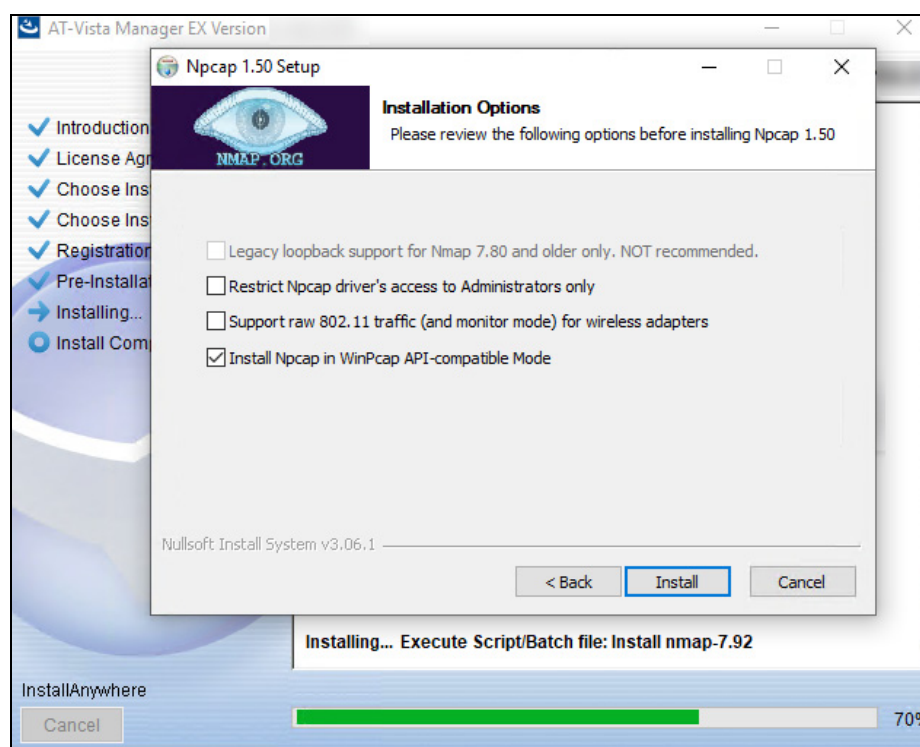 AT-Vista Manager EX Version
Npcap 1.50 Setup
NMAP.ORG
Installation Options
Please review the following options before installing Npcap 1.50
Introduction
License Agr
Choose Ins
Choose Ins
Registration
Pre-Installat
Installing...
Install Com
Legacy loopback support for Nmap 7.80 and older only. NOT recommended.
Restrict Npcap driver's access to Administrators only
Support raw 802.11 traffic (and monitor mode) for wireless adapters
Install Npcap in WinPcap API-compatible Mode
Nullsoft Install System v3.06.1
< Back
Install
Cancel
Installing... Execute Script/Batch file: Install nmap-7.92
InstallAnywhere
Cancel
70%